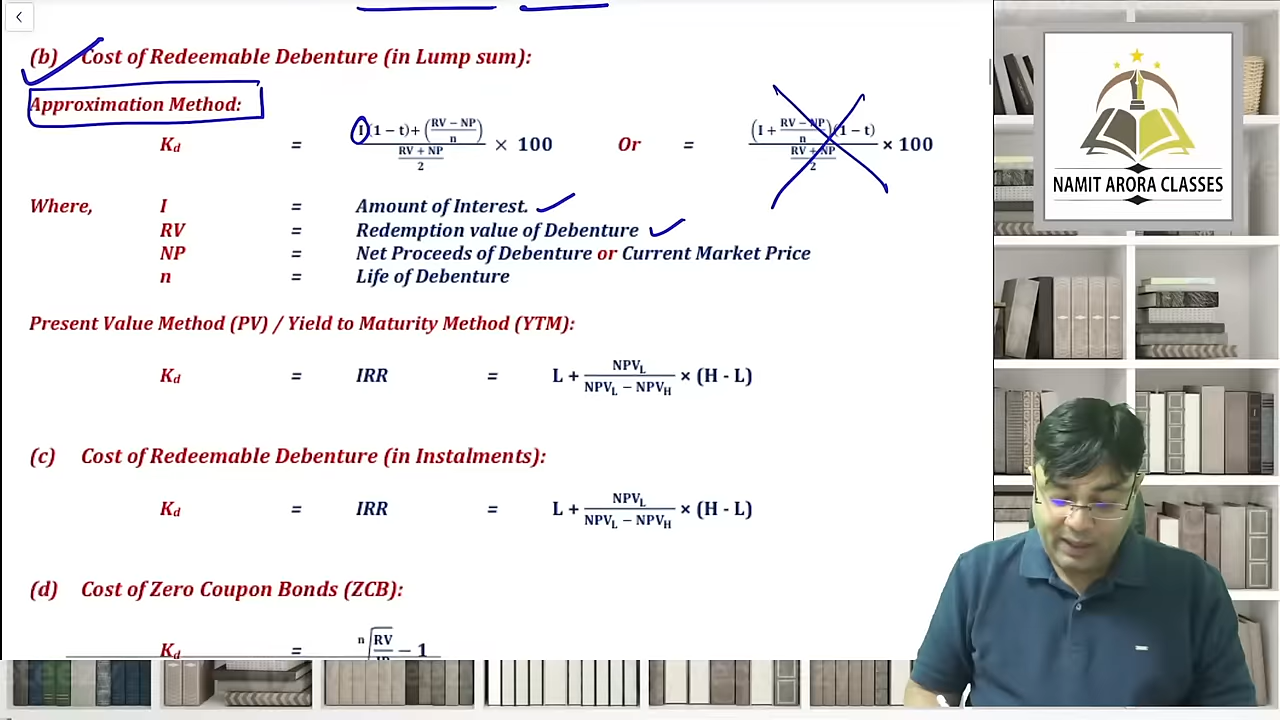 (b) Cost of Redeemable Debenture (in Lump sum):
Approximation Method:
Kd = I(1 – t)+ (RV – NP / n) / RV + NP / 2 × 100 Or = (I + RV – NP / n)(1 – t) / RV + NP / 2 × 100
Where, I = Amount of Interest.
RV = Redemption value of Debenture
NP = Net Proceeds of Debenture or Current Market Price
n = Life of Debenture
Present Value Method (PV) / Yield to Maturity Method (YTM):
Kd = IRR = L + NPVL / NPVL – NPVH × (H - L)
(c) Cost of Redeemable Debenture (in Instalments):
Kd = IRR = L + NPVL / NPVL – NPVH × (H - L)
(d) Cost of Zero Coupon Bonds (ZCB):
Kd = n√RV – 1
NAMIT ARORA CLASSES